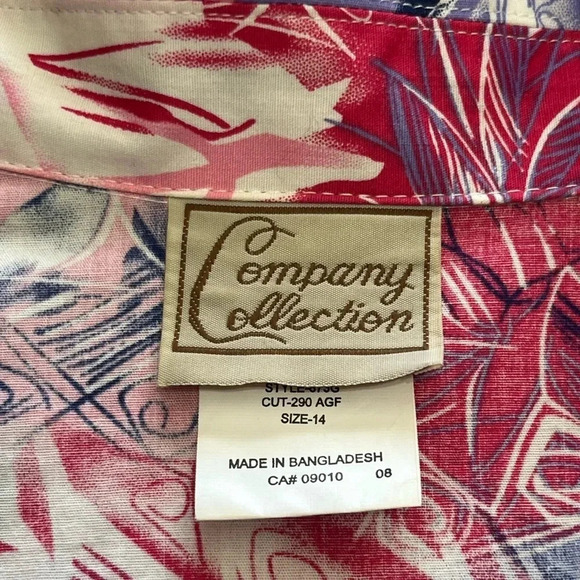 Company
Collection
CUT-290 AGF
SIZE-14
MADE IN BANGLADESH
CA# 09010 08